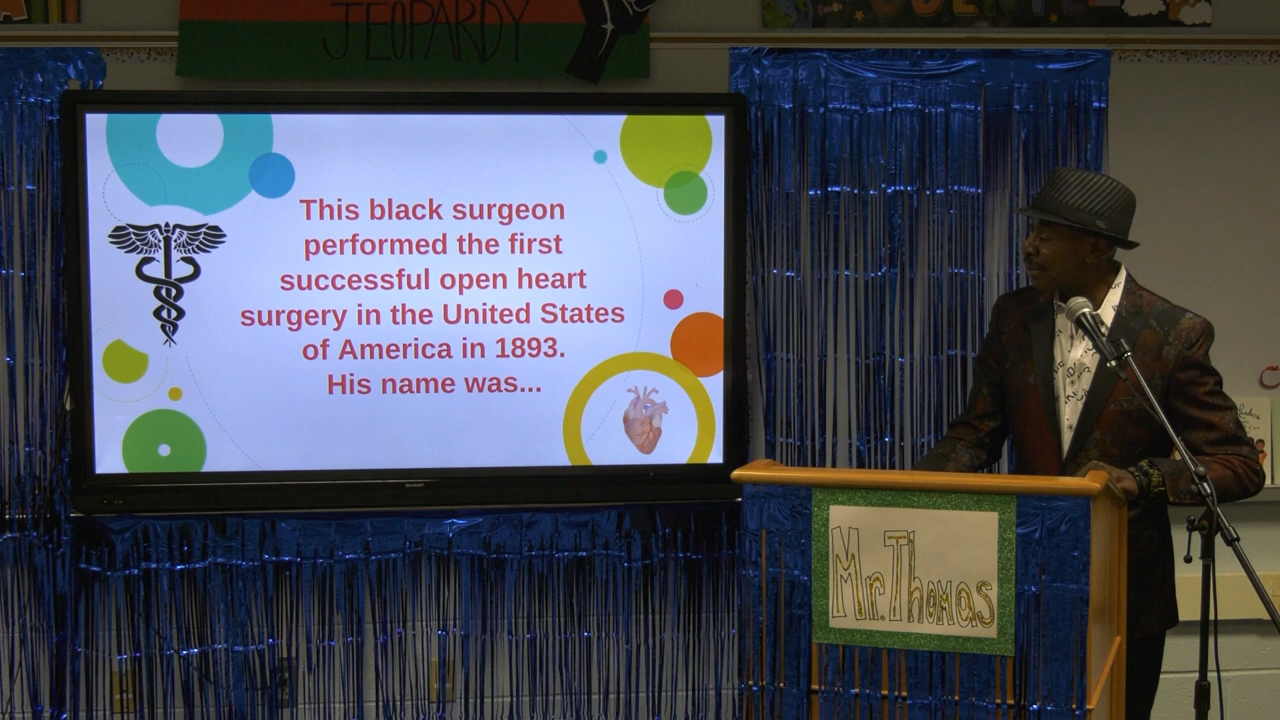 JEOPARDY
This black surgeon
performed the first
successful open heart
surgery in the United States
of America in 1893.
His name was...
SHARP
Mr. Thomas